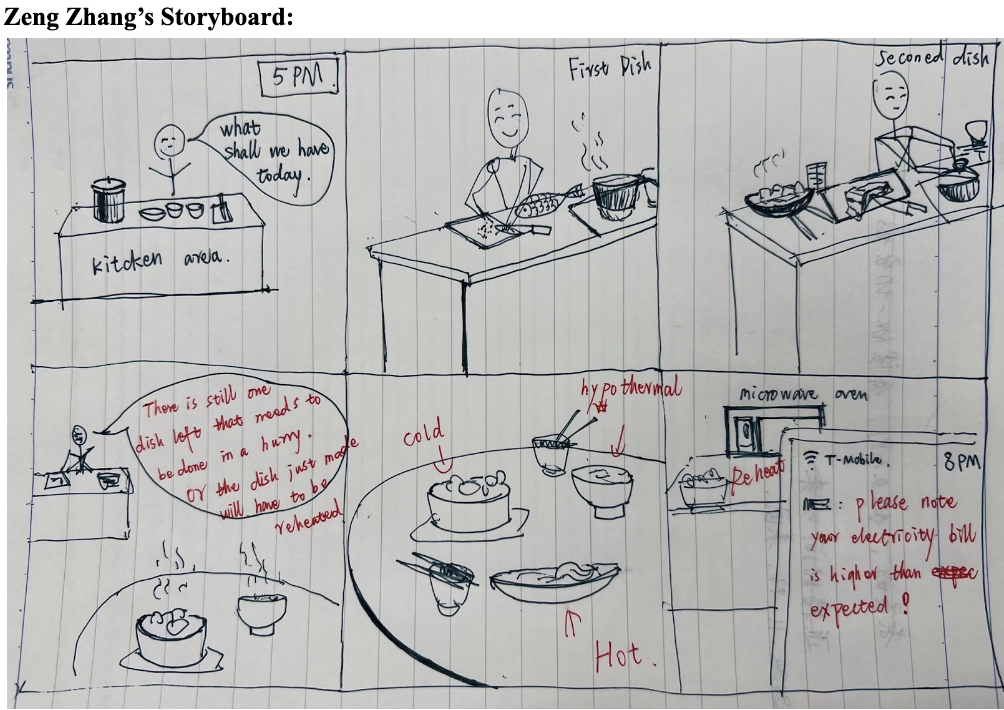 Zeng Zhang’s Storyboard:
5 PM.
what
shall we have
today.
kitchen area.
First Dish
Seconed dish
There is still one
dish left that needs to
be done in a hurry.
or the dish just made
will have to be
reheated
cold
hypothermal
Hot.
microwave oven
Reheat
T-Mobile.
8PM
: please note
your electricity bill
is higher than
expected!